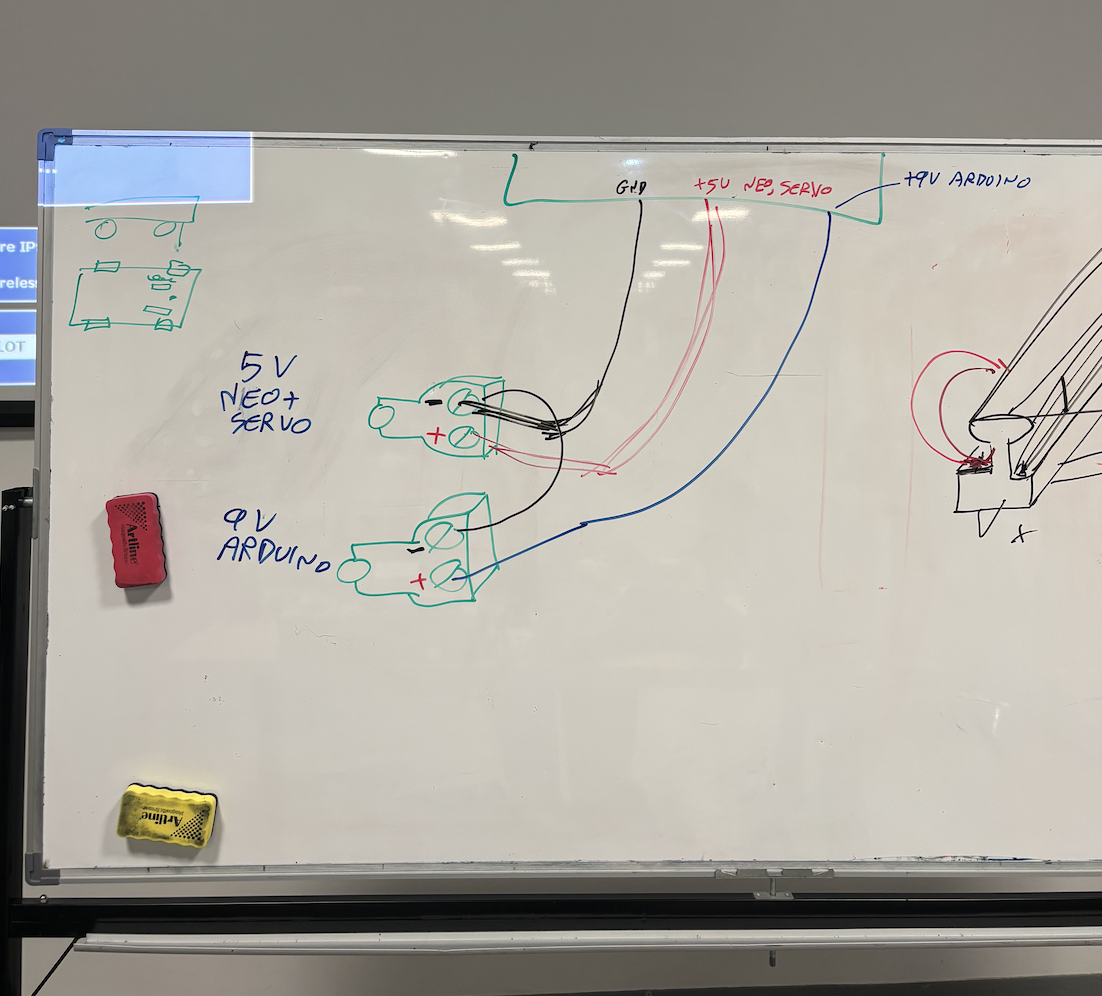 GND
+5V NEO, SERVO
+9V ARDUINO
re IP
reless
LOT
5V
NEO+
SERVO
-
+
9V
ARDUINO
-
+
Artline
Artline
x